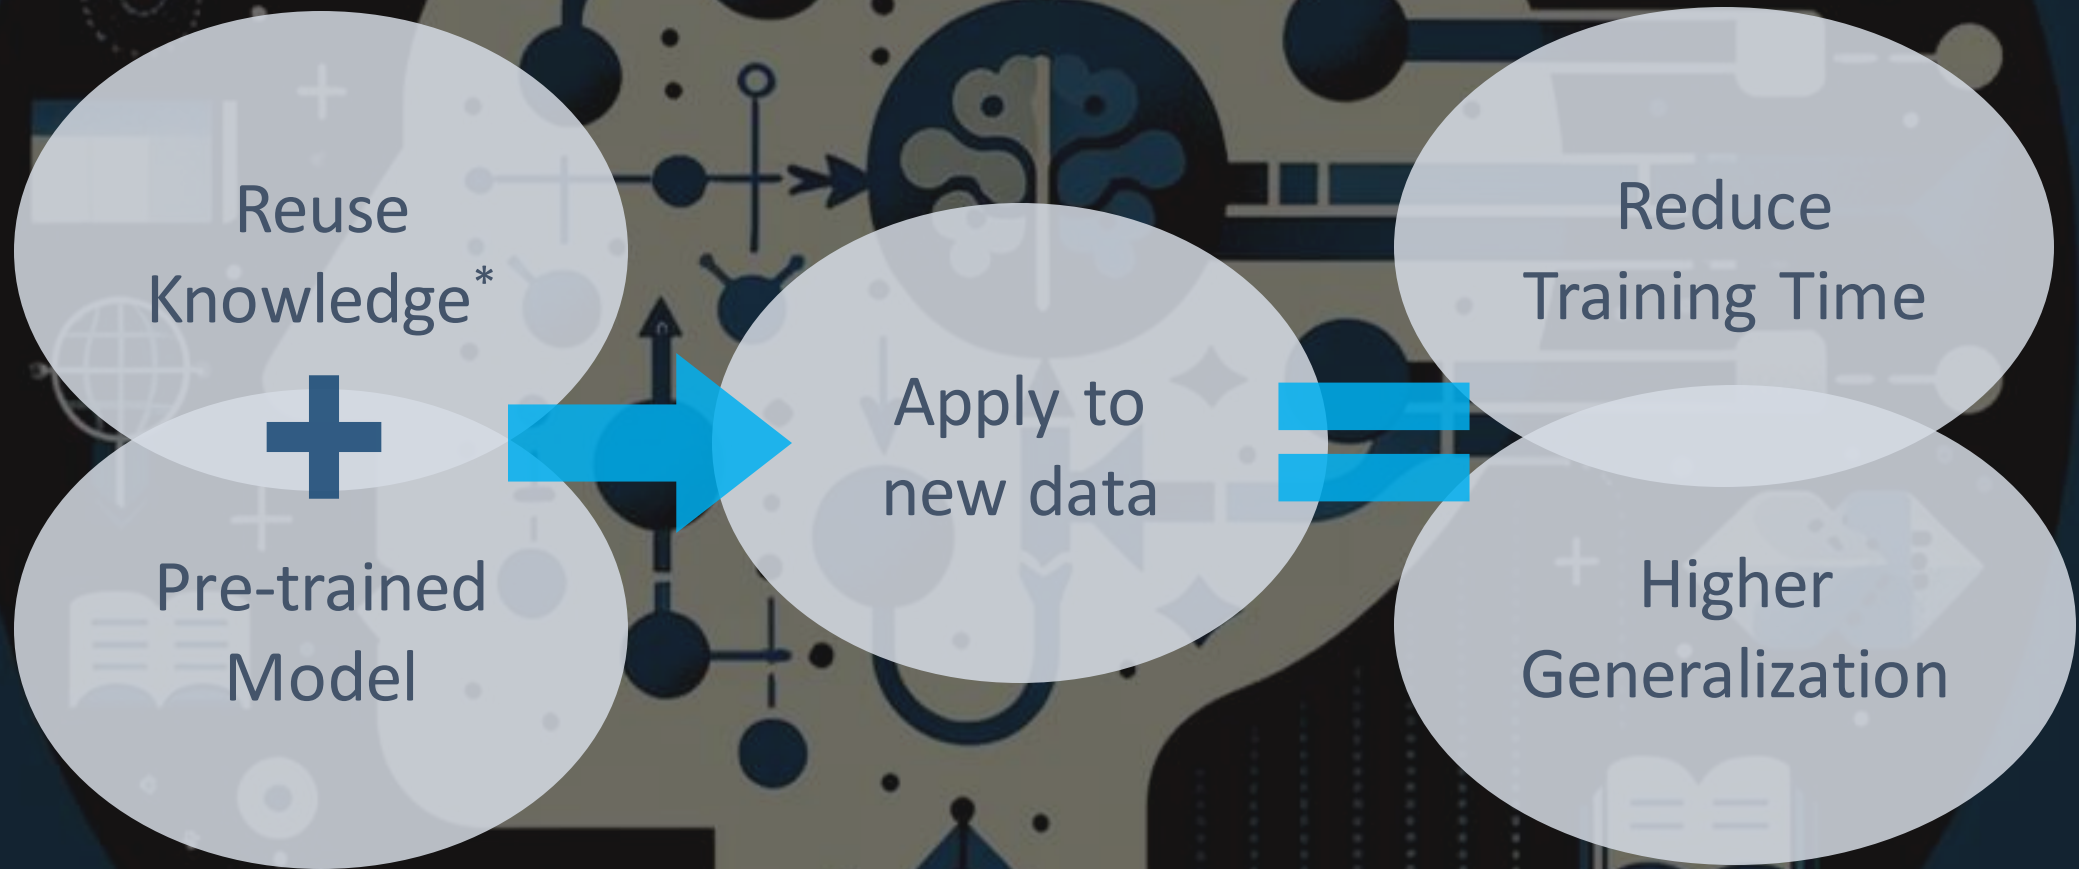 Reuse
Knowledge*
Pre-trained
Model
Apply to
new data
Reduce
Training Time
Higher
Generalization